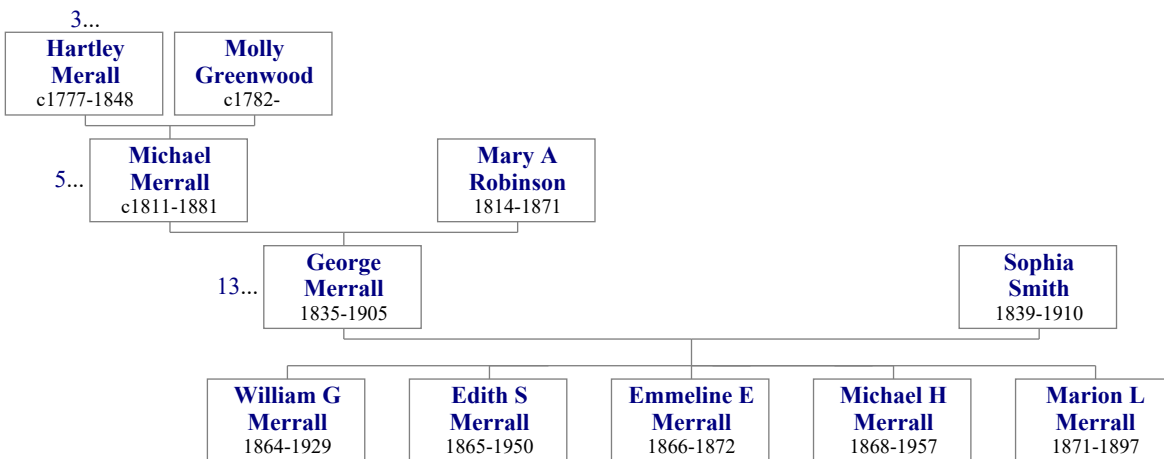 3...
Hartley
Merall
c1777-1848
Molly
Greenwood
c1782-
5...
Michael
Merrall
c1811-1881
Mary A
Robinson
1814-1871
13...
George
Merrall
1835-1905
Sophia
Smith
1839-1910
William G
Merrall
1864-1929
Edith S
Merrall
1865-1950
Emmeline E
Merrall
1866-1872
Michael H
Merrall
1868-1957
Marion L
Merrall
1871-1897